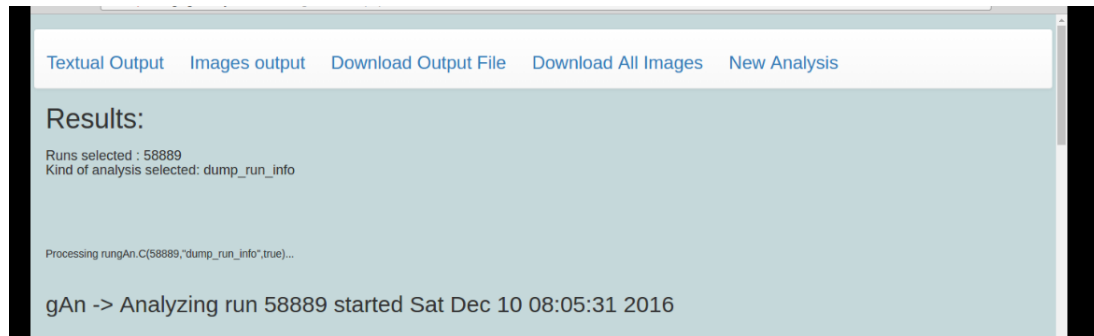 Textual Output Images output Download Output File Download All Images New Analysis
Results:
Runs selected : 58889
Kind of analysis selected: dump_run_info
Processing rungAn.C(58889,"dump_run_info",true)...
gAn -> Analyzing run 58889 started Sat Dec 10 08:05:31 2016